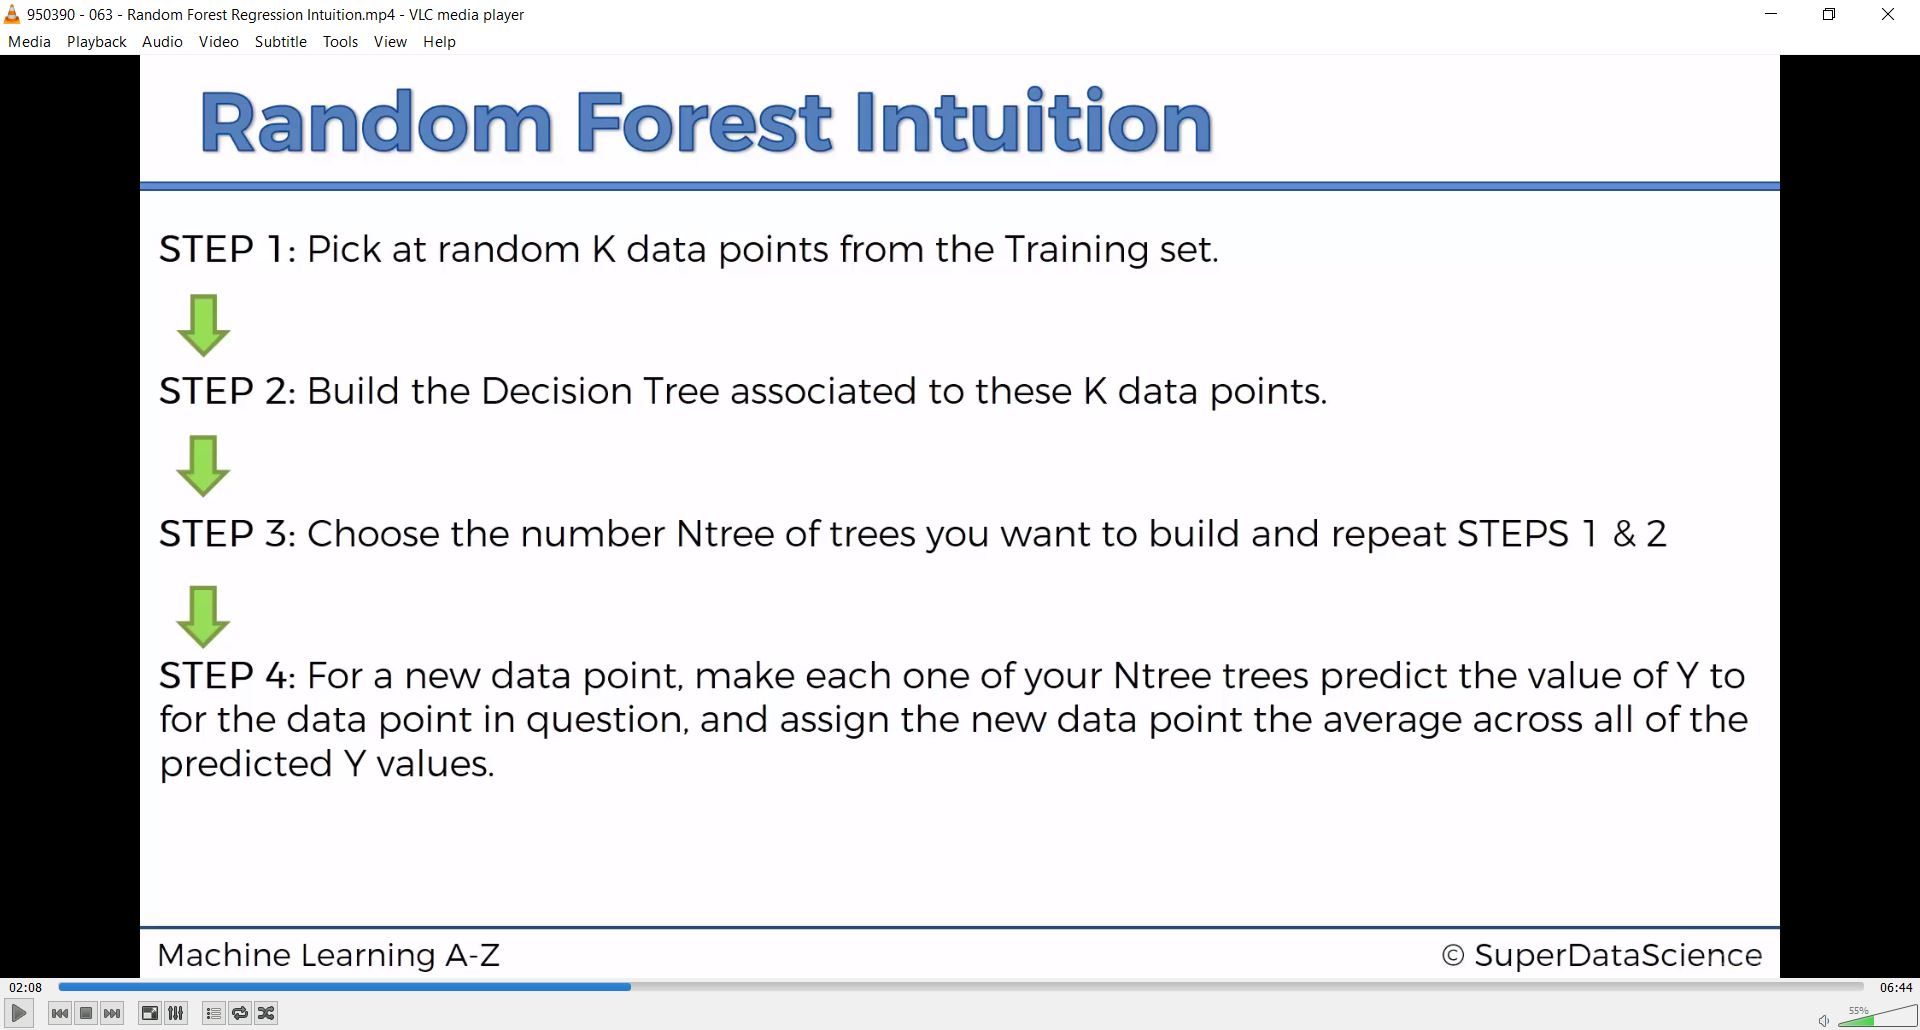 950390 - 063 - Random Forest Regression Intuition.mp4 - VLC media player
Media Playback Audio Video Subtitle Tools View Help
Random Forest Intuition
STEP 1: Pick at random K data points from the Training set.
STEP 2: Build the Decision Tree associated to these K data points.
STEP 3: Choose the number Ntree of trees you want to build and repeat STEPS 1 & 2
STEP 4: For a new data point, make each one of your Ntree trees predict the value of Y to
for the data point in question, and assign the new data point the average across all of the
predicted Y values.
Machine Learning A-Z
© SuperDataScience
02:08
06:44
55%